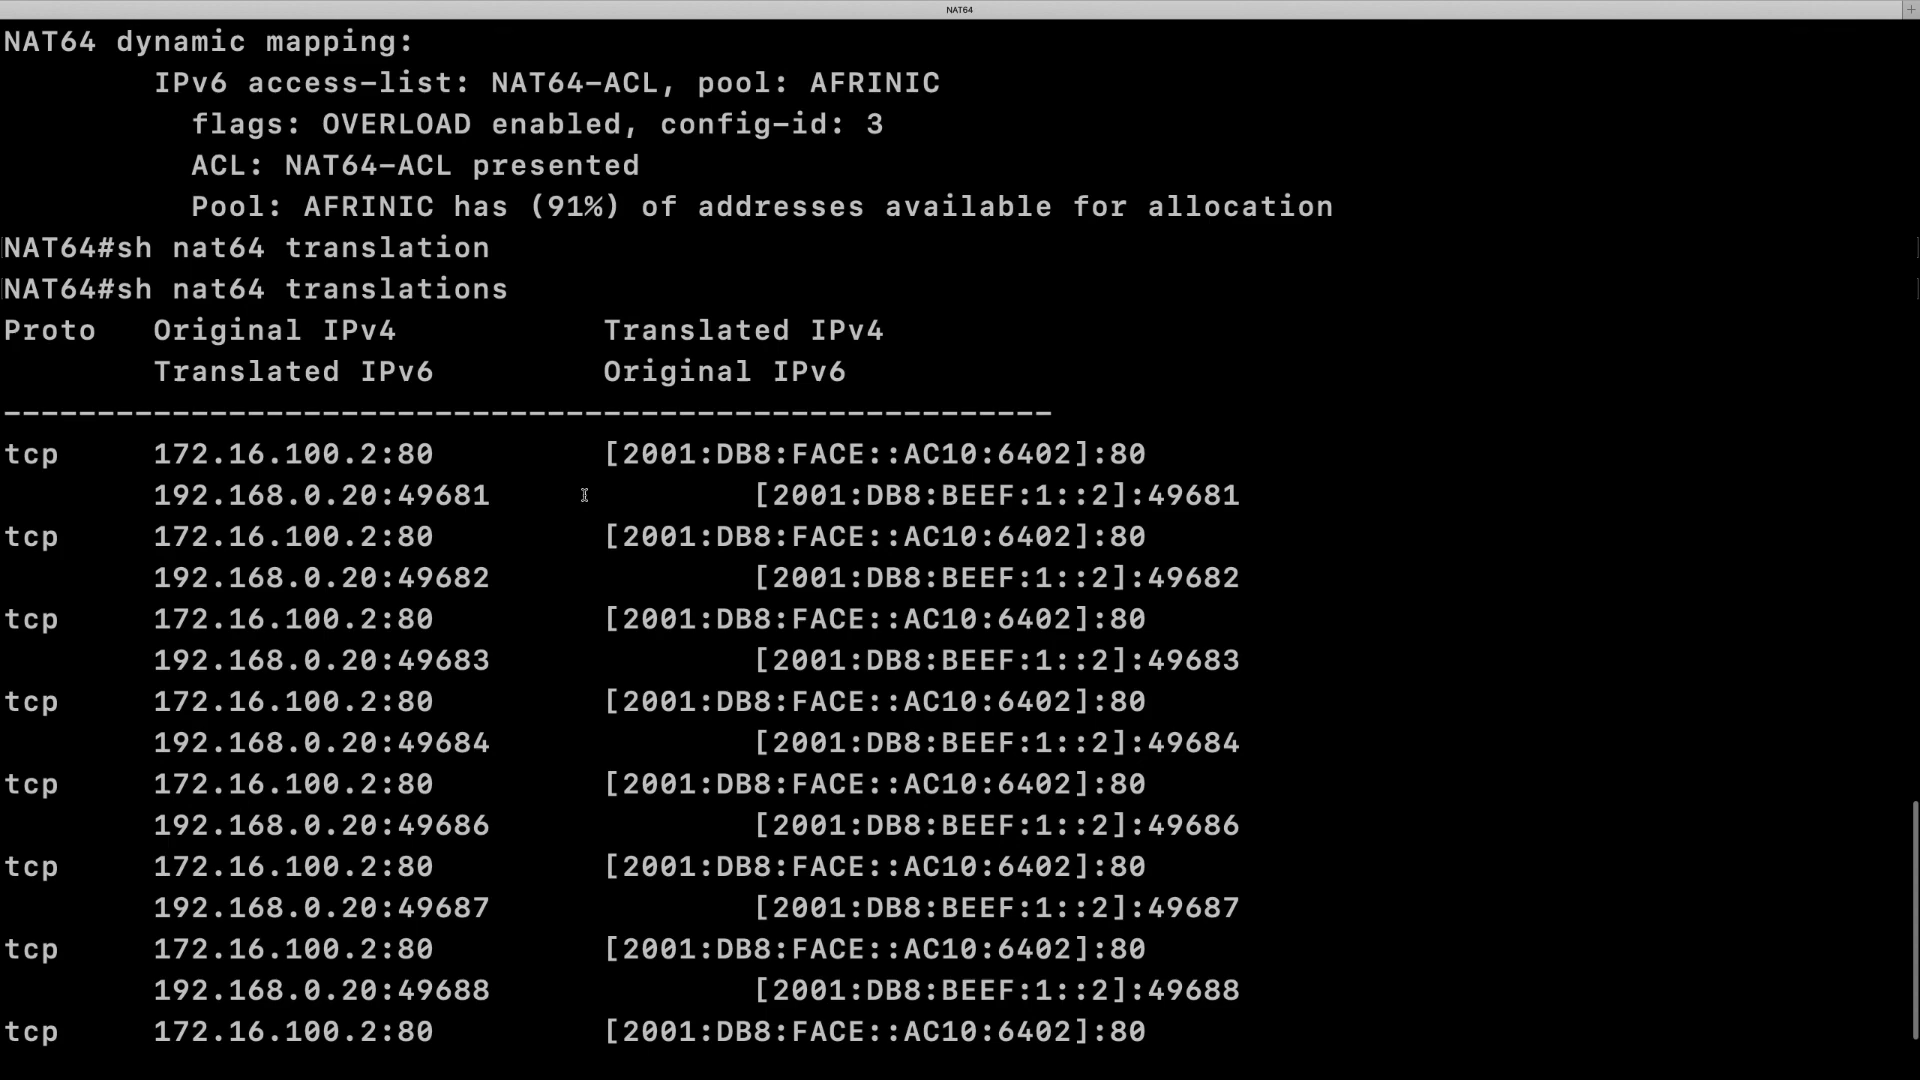 NAT64
NAT64 dynamic mapping:
IPv6 access-list: NAT64-ACL, pool: AFRINIC
flags: OVERLOAD enabled, config-id: 3
ACL: NAT64-ACL presented
Pool: AFRINIC has (91%) of addresses available for allocation
NAT64#sh nat64 translation
NAT64#sh nat64 translations
Proto Original IPv4 Translated IPv4
Translated IPv6 Original IPv6
--------------------------------------------------------
tcp 172.16.100.2:80 [2001:DB8:FACE::AC10:6402]:80
192.168.0.20:49681 [2001:DB8:BEEF:1::2]:49681
tcp 172.16.100.2:80 [2001:DB8:FACE::AC10:6402]:80
192.168.0.20:49682 [2001:DB8:BEEF:1::2]:49682
tcp 172.16.100.2:80 [2001:DB8:FACE::AC10:6402]:80
192.168.0.20:49683 [2001:DB8:BEEF:1::2]:49683
tcp 172.16.100.2:80 [2001:DB8:FACE::AC10:6402]:80
192.168.0.20:49684 [2001:DB8:BEEF:1::2]:49684
tcp 172.16.100.2:80 [2001:DB8:FACE::AC10:6402]:80
192.168.0.20:49686 [2001:DB8:BEEF:1::2]:49686
tcp 172.16.100.2:80 [2001:DB8:FACE::AC10:6402]:80
192.168.0.20:49687 [2001:DB8:BEEF:1::2]:49687
tcp 172.16.100.2:80 [2001:DB8:FACE::AC10:6402]:80
192.168.0.20:49688 [2001:DB8:BEEF:1::2]:49688
tcp 172.16.100.2:80 [2001:DB8:FACE::AC10:6402]:80